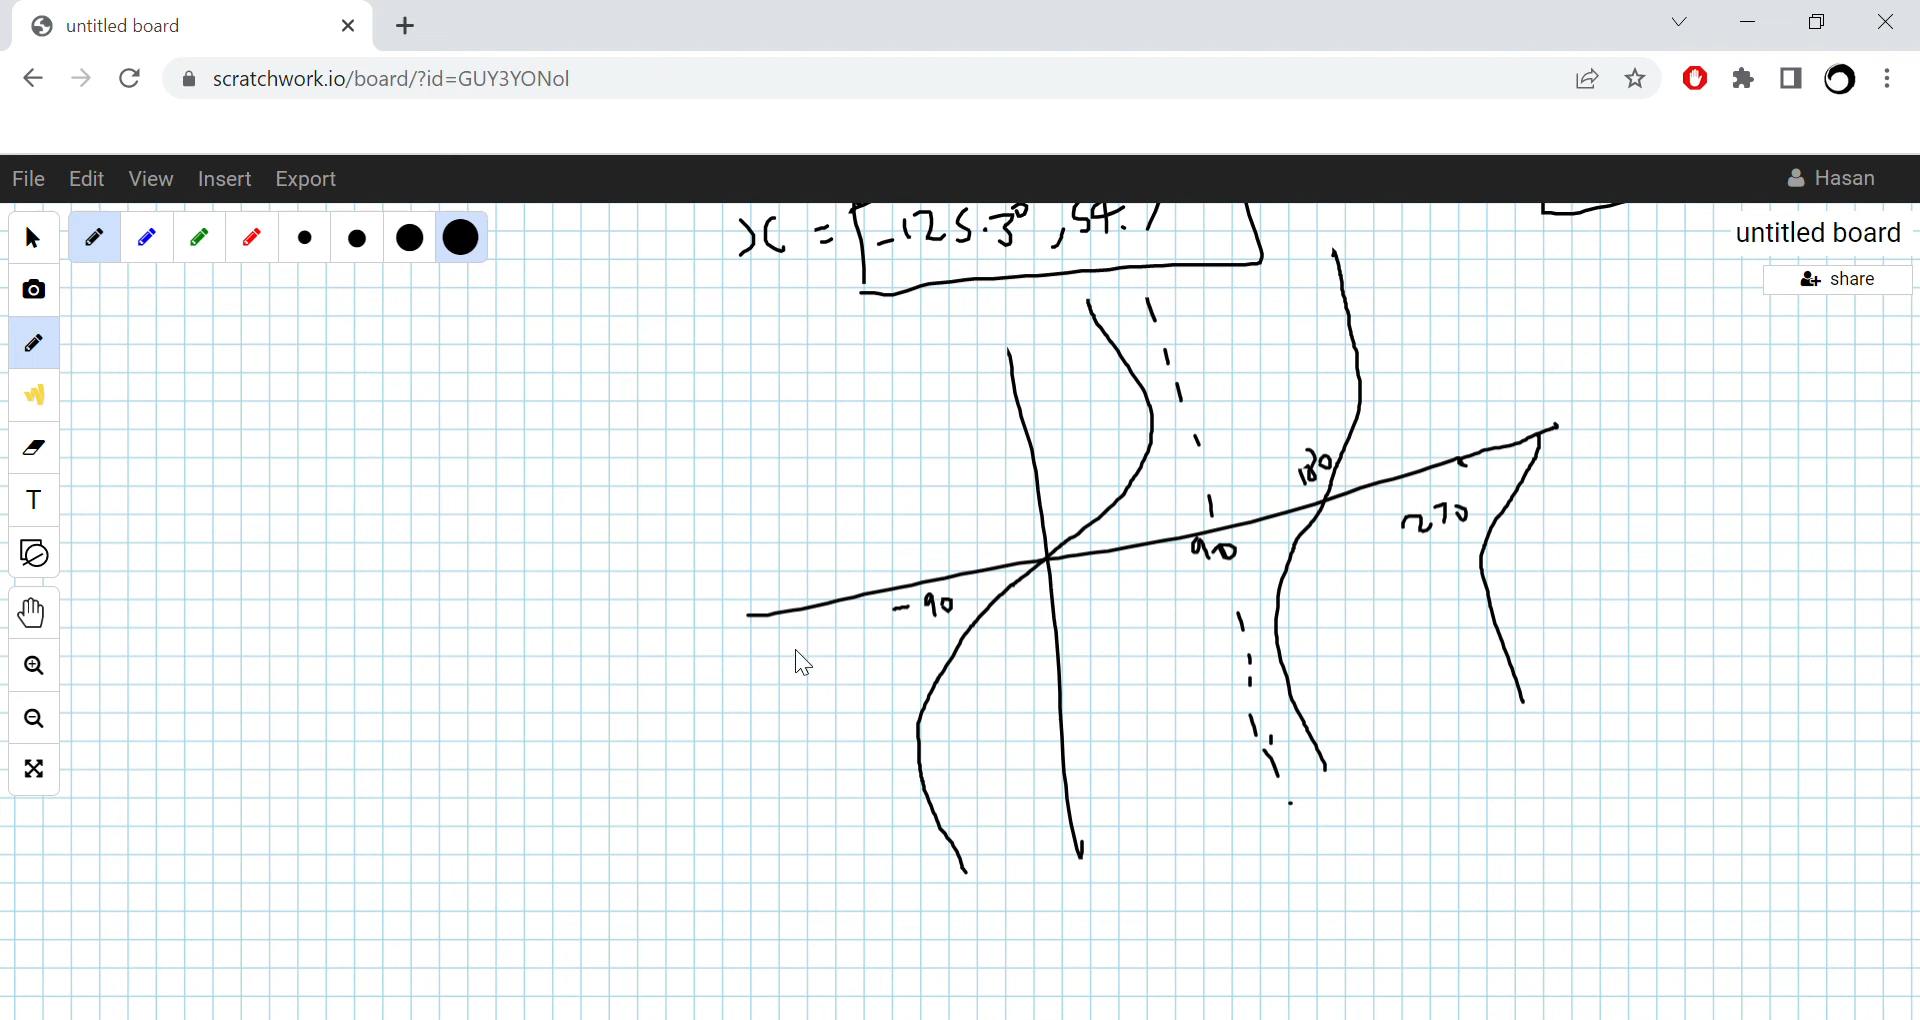 untitled board
scratchwork.io/board/?id=GUY3YONol
File Edit View Insert Export Hasan
x = -125.3°, 54.7
untitled board
share
T
180
270
90
-90